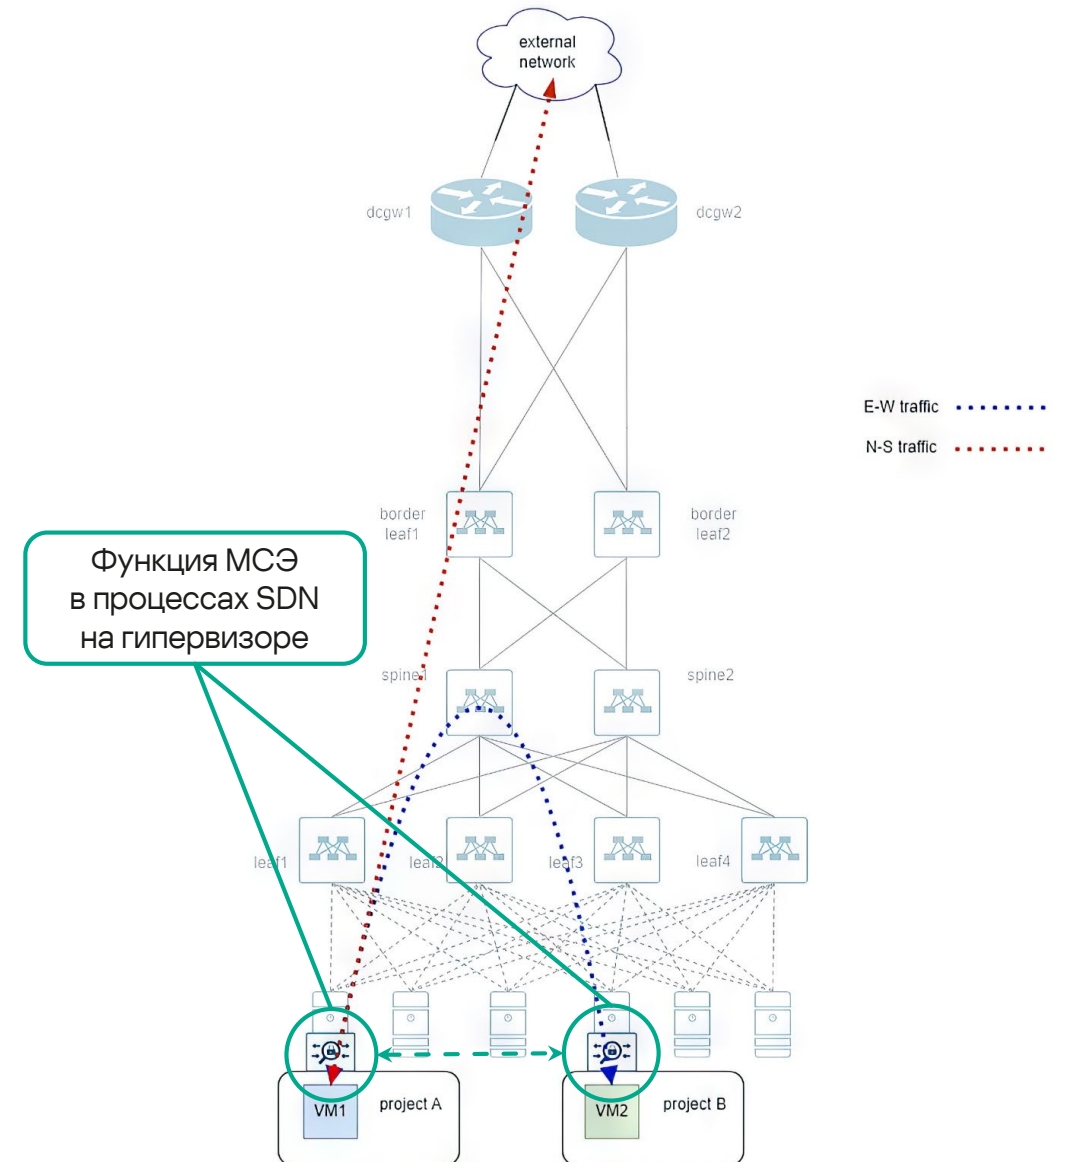 external
network
dcgw1
dcgw2
E-W traffic
N-S traffic
border
leaf1
border
leaf2
Функция МСЭ
в процессах SDN
на гипервизоре
spine1
spine2
leaf1
leaf2
leaf3
leaf4
VM1
project A
VM2
project B